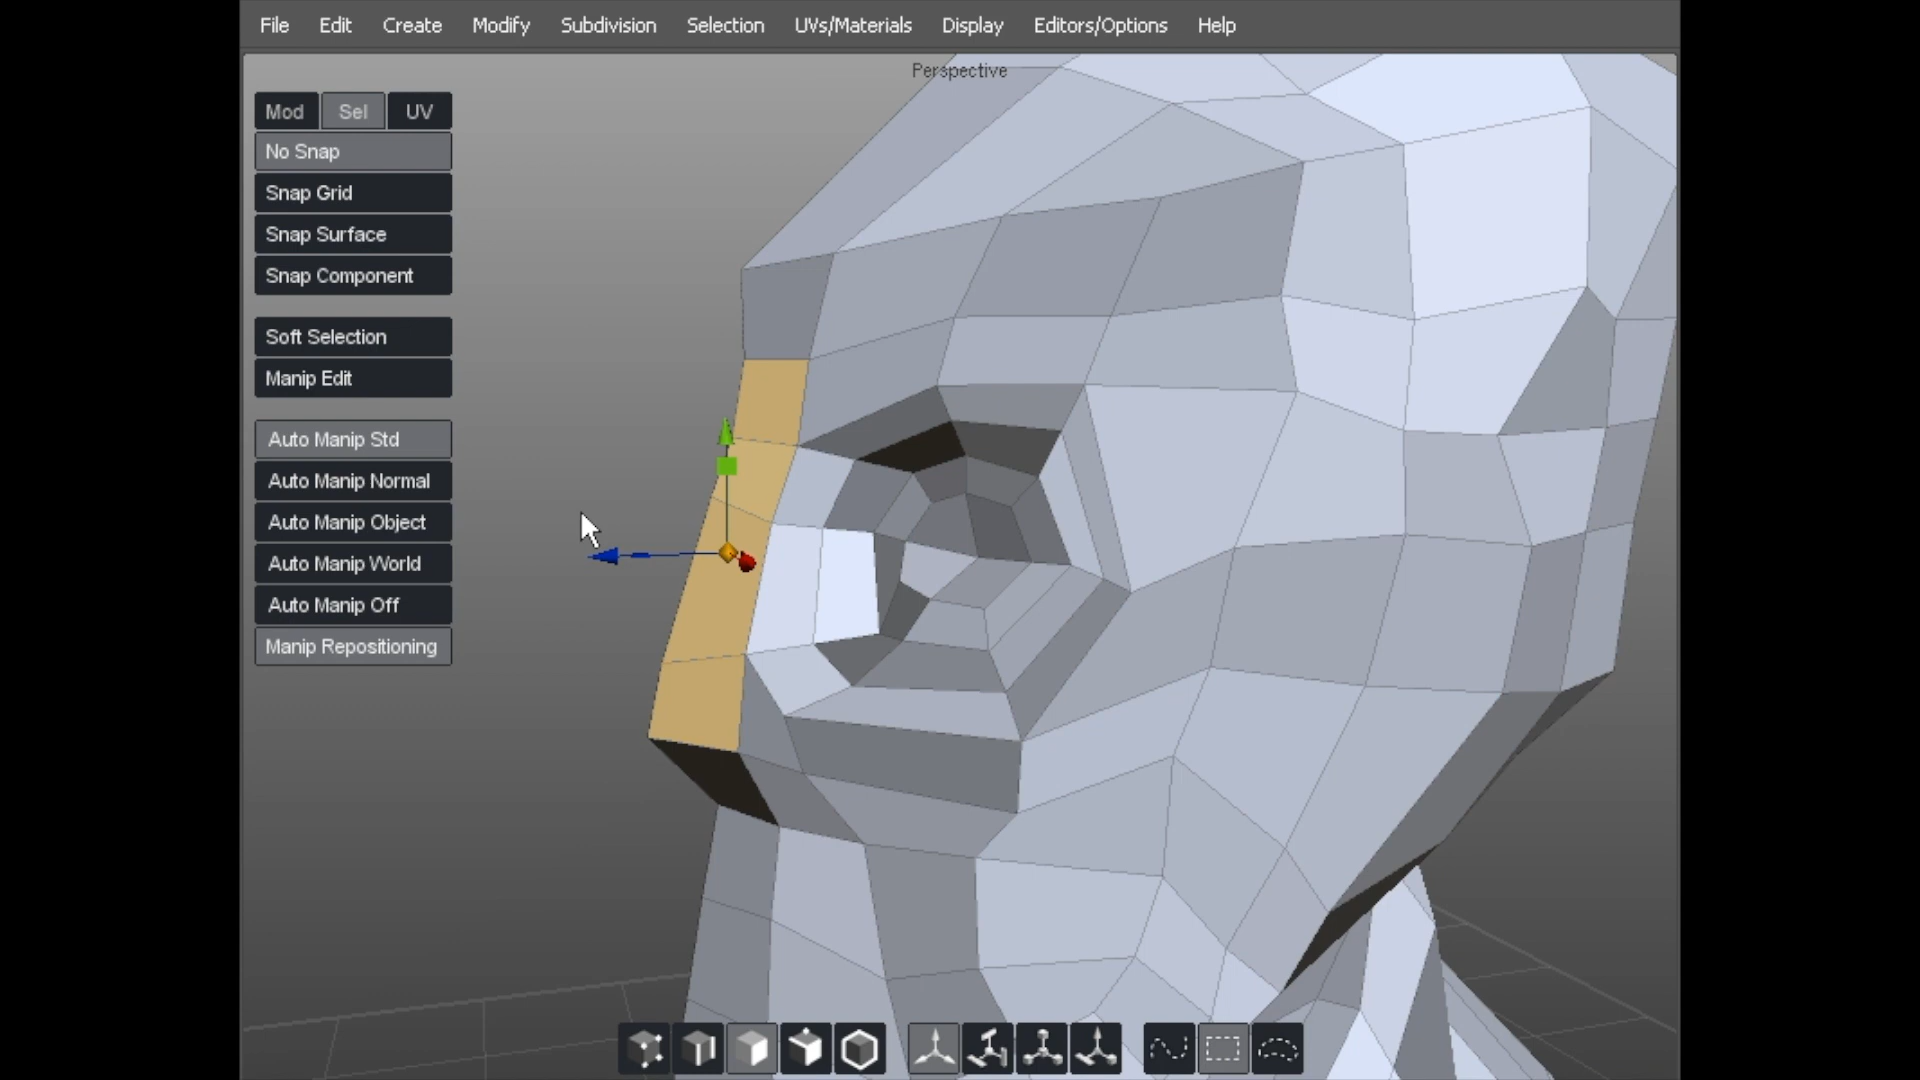 File Edit Create Modify Subdivision Selection UVs/Materials Display Editors/Options Help
Perspective
Mod Sel UV
No Snap
Snap Grid
Snap Surface
Snap Component
Soft Selection
Manip Edit
Auto Manip Std
Auto Manip Normal
Auto Manip Object
Auto Manip World
Auto Manip Off
Manip Repositioning